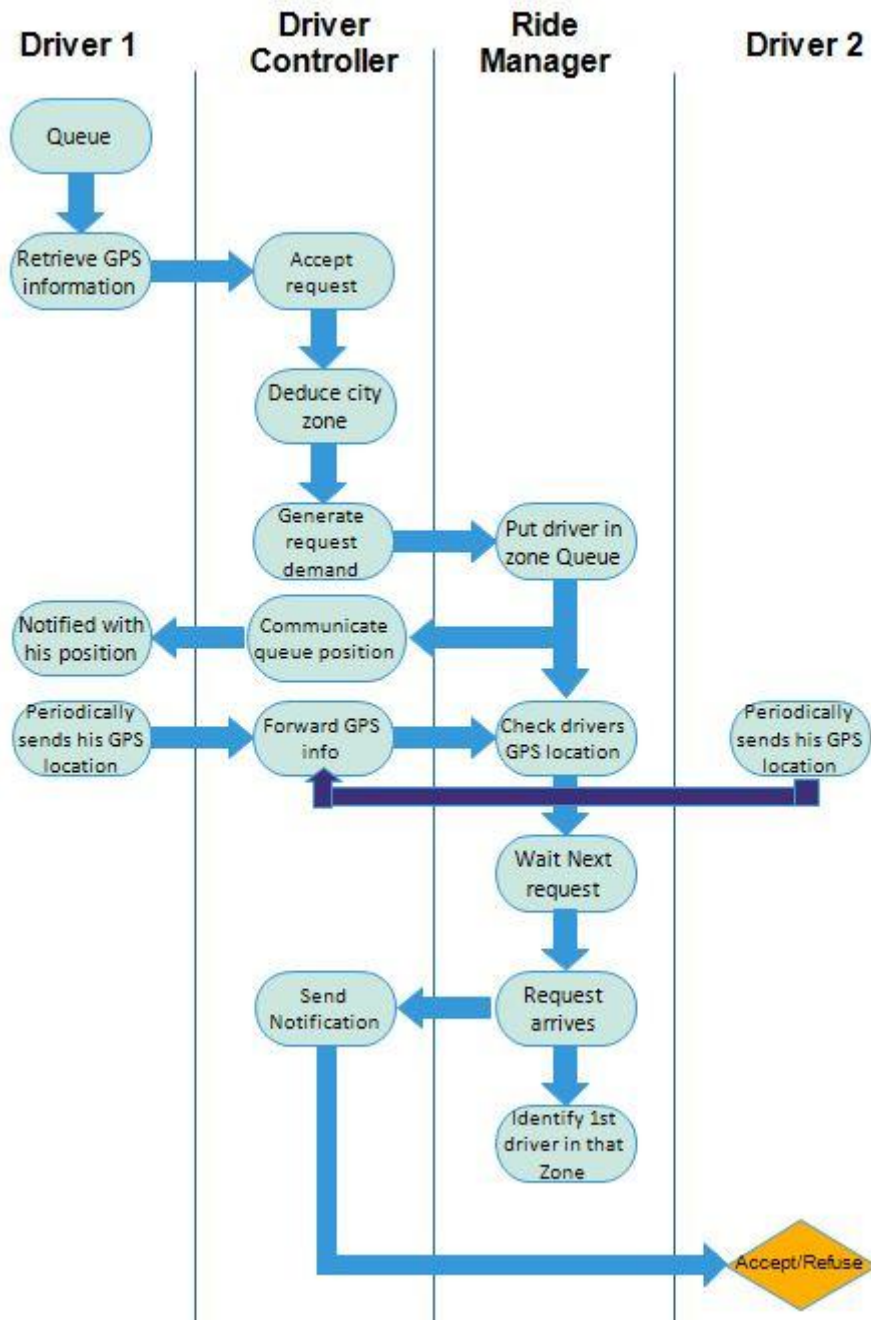 Driver 1
Driver
Controller
Ride
Manager
Driver 2
Queue
Retrieve GPS
information
Accept
request
Deduce city
zone
Generate
request
demand
Put driver in
zone Queue
Notified with
his position
Communicate
queue position
Periodically
sends his GPS
location
Forward GPS
info
Check drivers
GPS location
Periodically
sends his GPS
location
Wait Next
request
Send
Notification
Request
arrives
Identify 1st
driver in that
Zone
Accept/Refuse